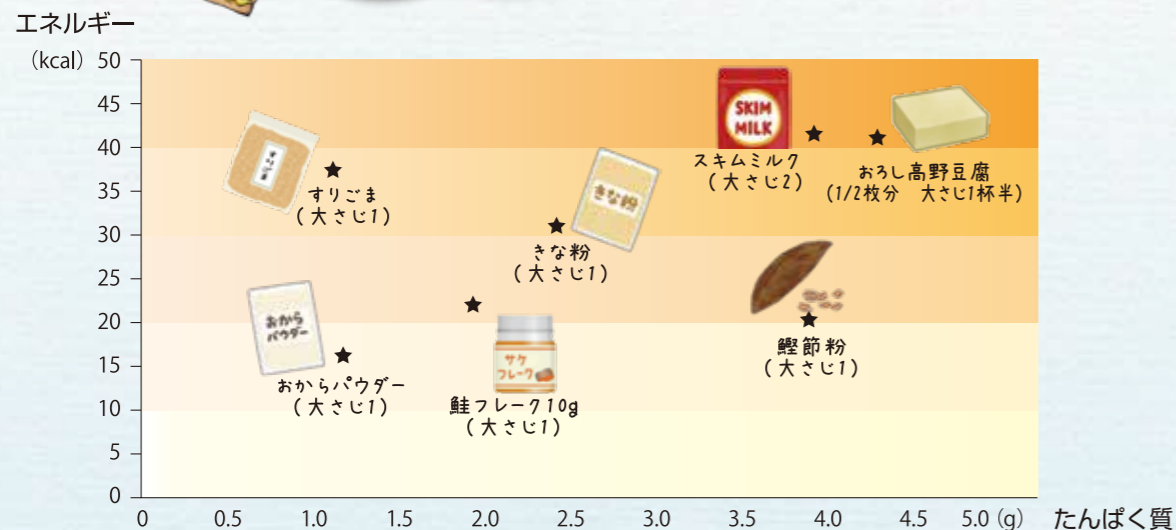 エネルギー
(kcal)
50
45
40
35
30
25
20
15
10
5
0
SKIM
MILK
スキムミルク
(大さじ2)
おろし高野豆腐
(1/2枚分 大さじ1杯半)
すりごま
すりごま
(大さじ1)
きな粉
きな粉
(大さじ1)
おから
パウダー
おからパウダー
(大さじ1)
サケ
フレーク
鮭フレーク10g
(大さじ1)
鰹節粉
(大さじ1)
0 0.5 1.0 1.5 2.0 2.5 3.0 3.5 4.0 4.5 5.0 (g) たんぱく質